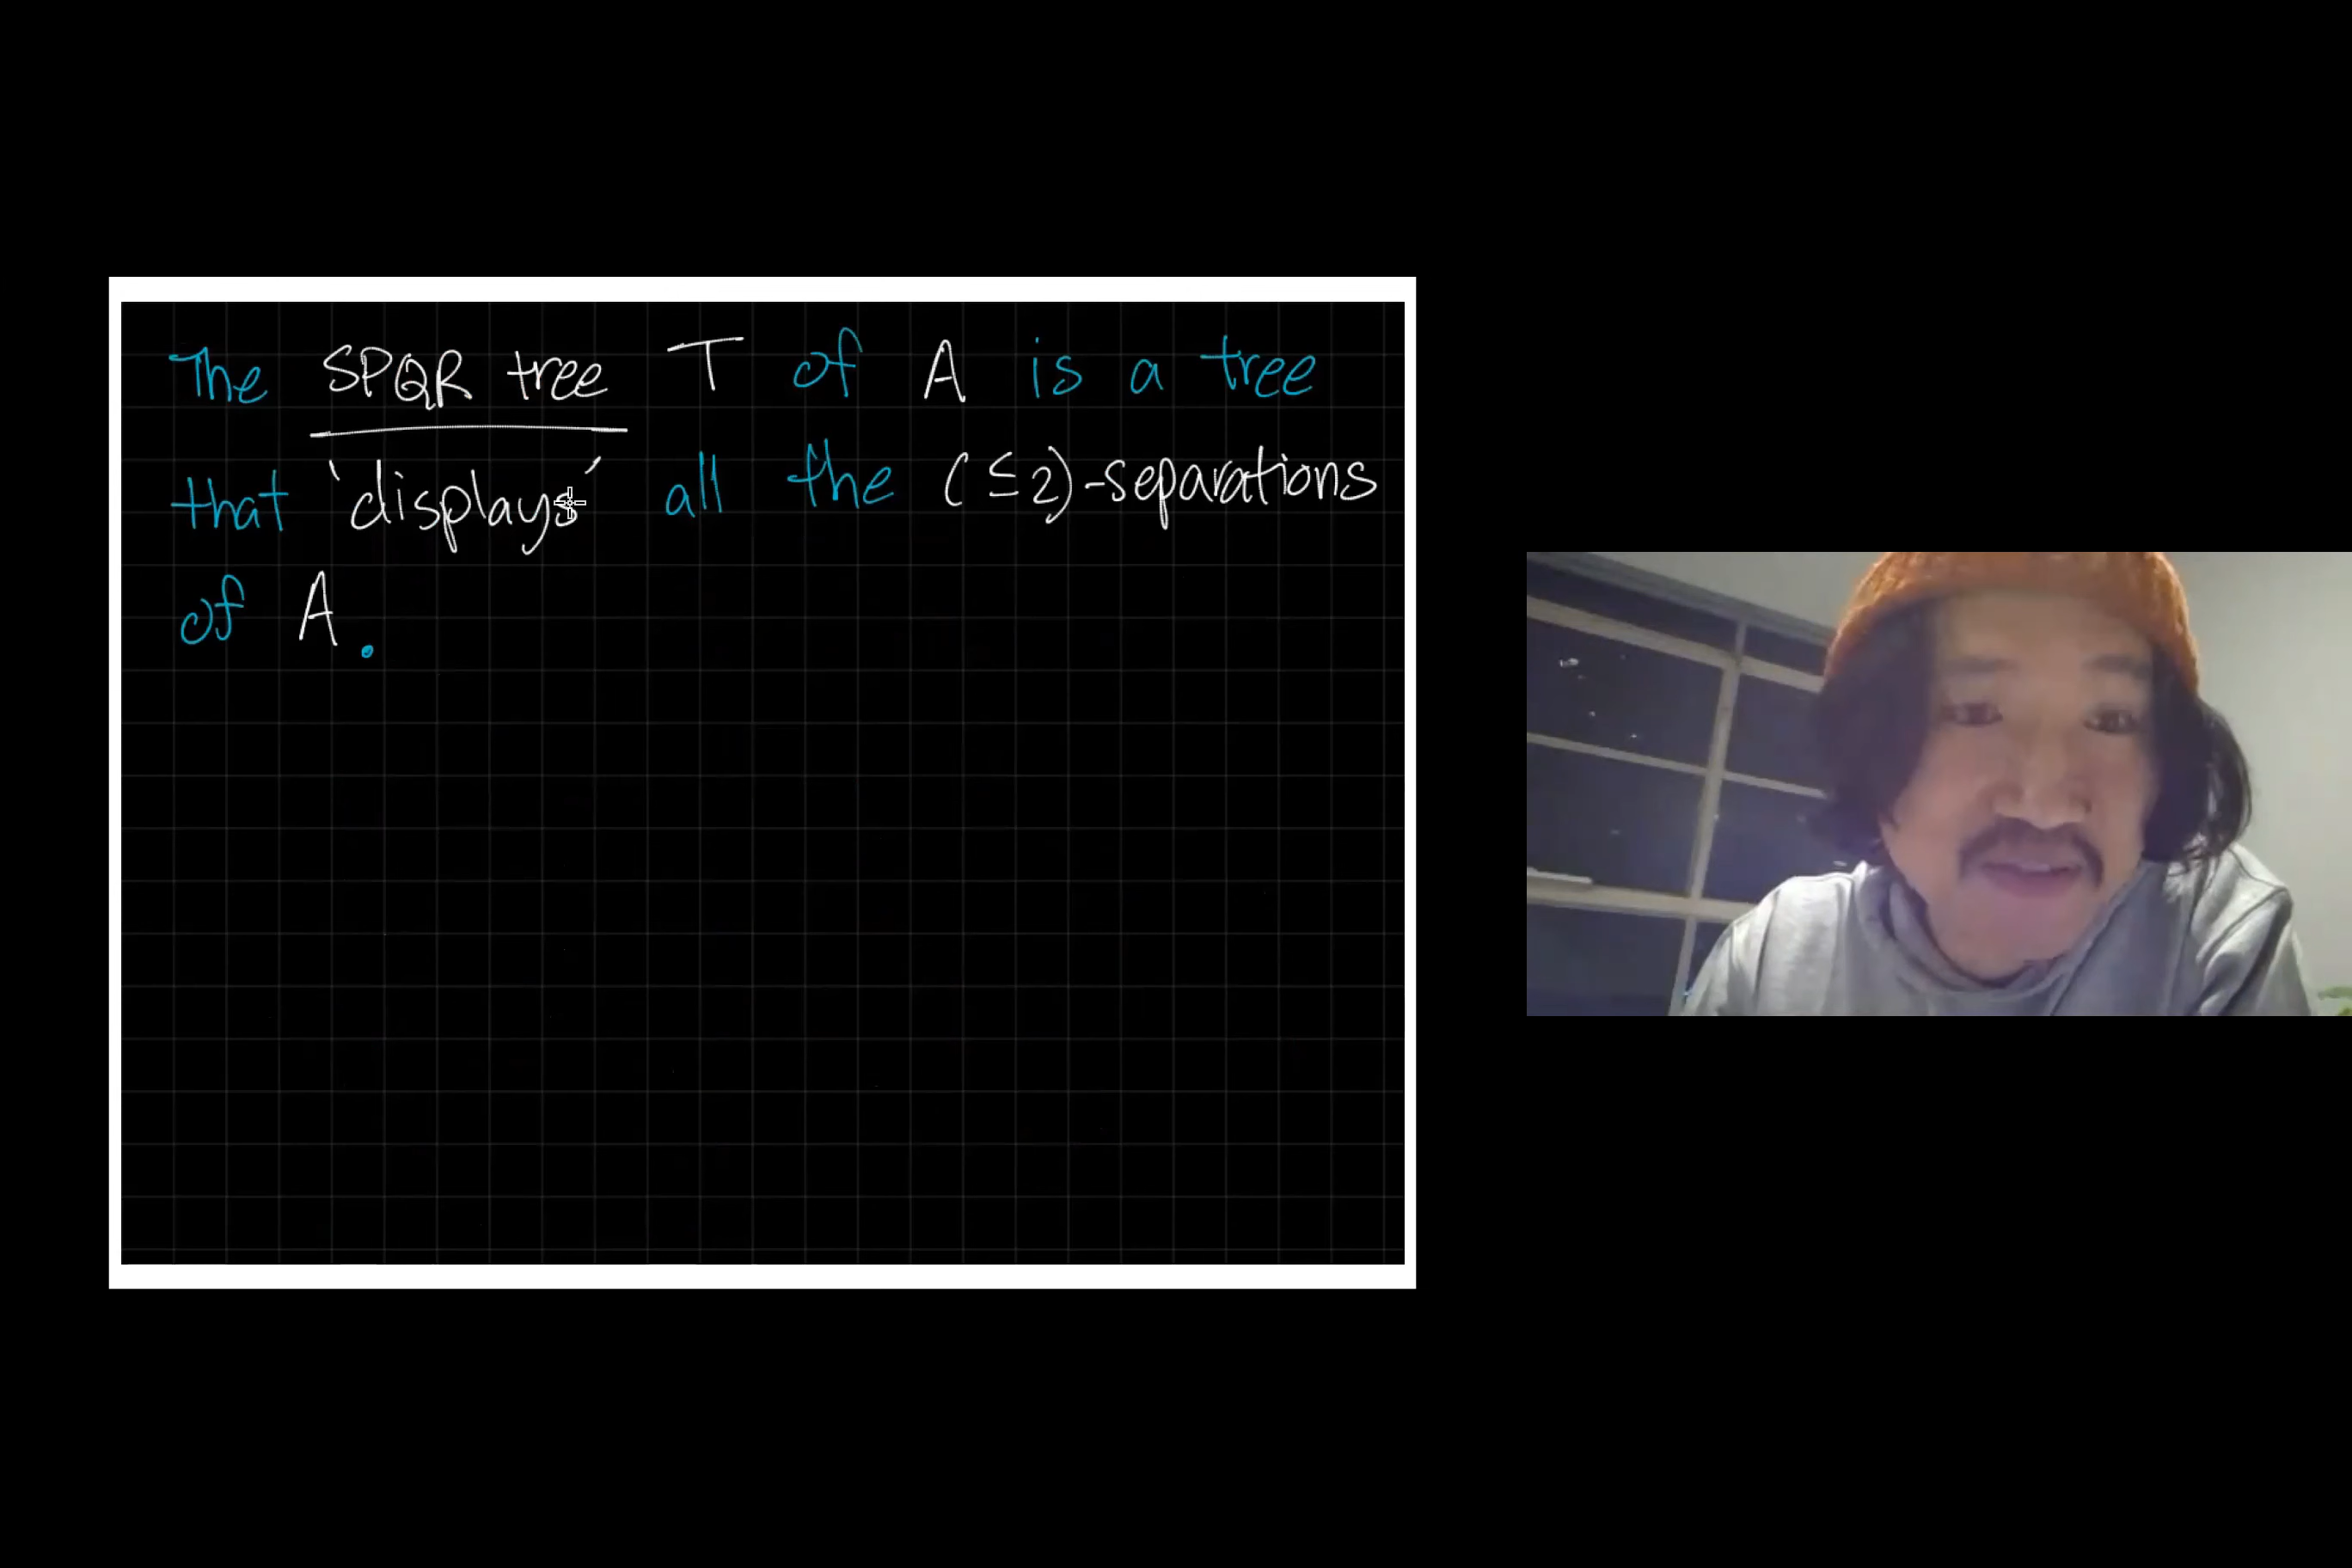 The SPQR tree T of A is a tree
that 'displays' all the (≤2)-separations
of A.